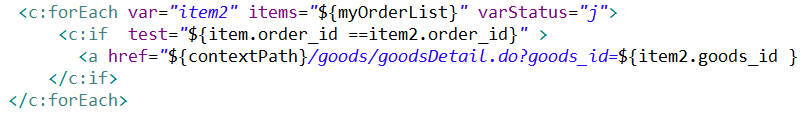 <c:forEach var="item2" items="${myOrderList}" varStatus="j">
<c:if  test="${item.order_id ==item2.order_id}" >
<a href="${contextPath}/goods/goodsDetail.do?goods_id=${item2.goods_id }
</c:if>
</c:forEach>